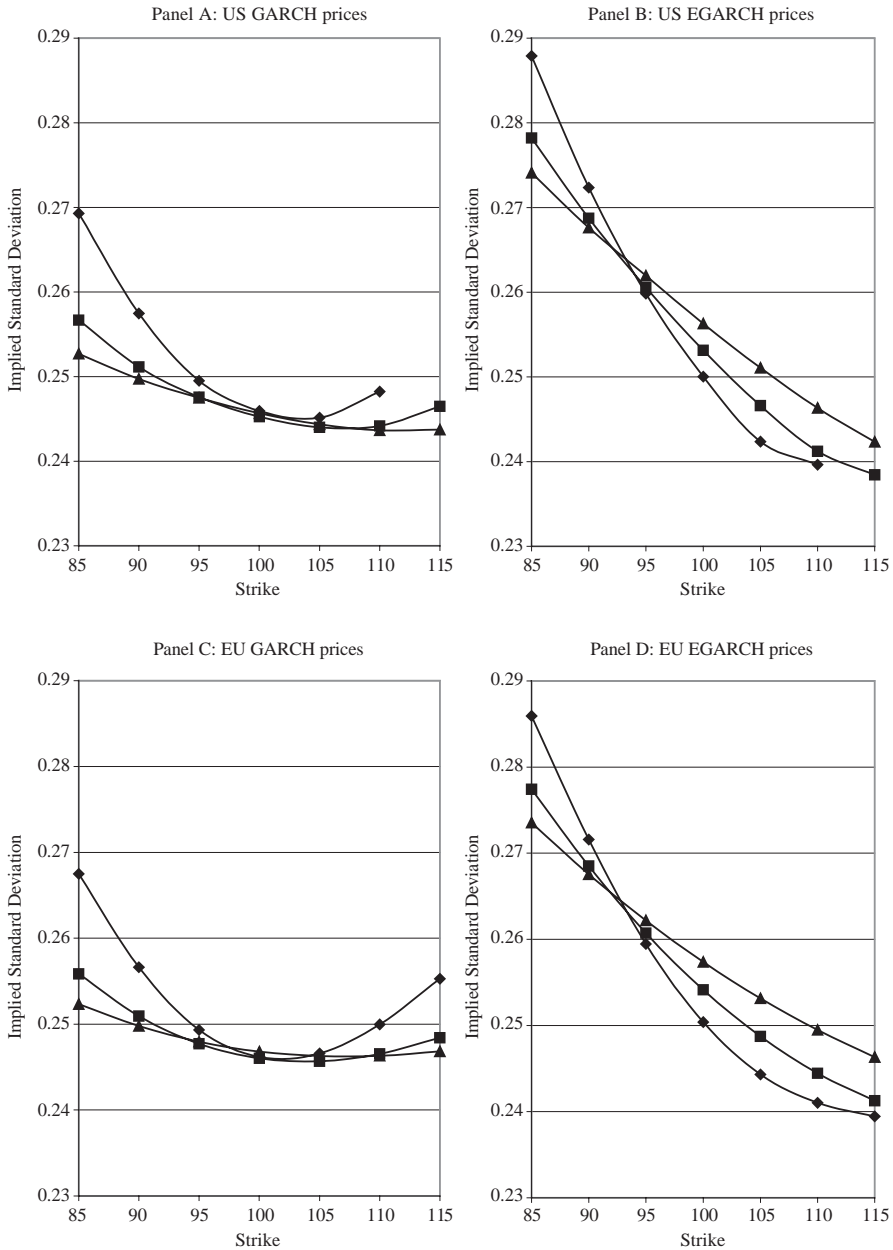 Panel A: US GARCH prices
0.29
0.28
0.27
0.26
0.25
0.24
0.23
85 90 95 100 105 110 115
Strike
Implied Standard Deviation
Panel B: US EGARCH prices
0.29
0.28
0.27
0.26
0.25
0.24
0.23
85 90 95 100 105 110 115
Strike
Implied Standard Deviation
Panel C: EU GARCH prices
0.29
0.28
0.27
0.26
0.25
0.24
0.23
85 90 95 100 105 110 115
Strike
Implied Standard Deviation
Panel D: EU EGARCH prices
0.29
0.28
0.27
0.26
0.25
0.24
0.23
85 90 95 100 105 110 115
Strike
Implied Standard Deviation